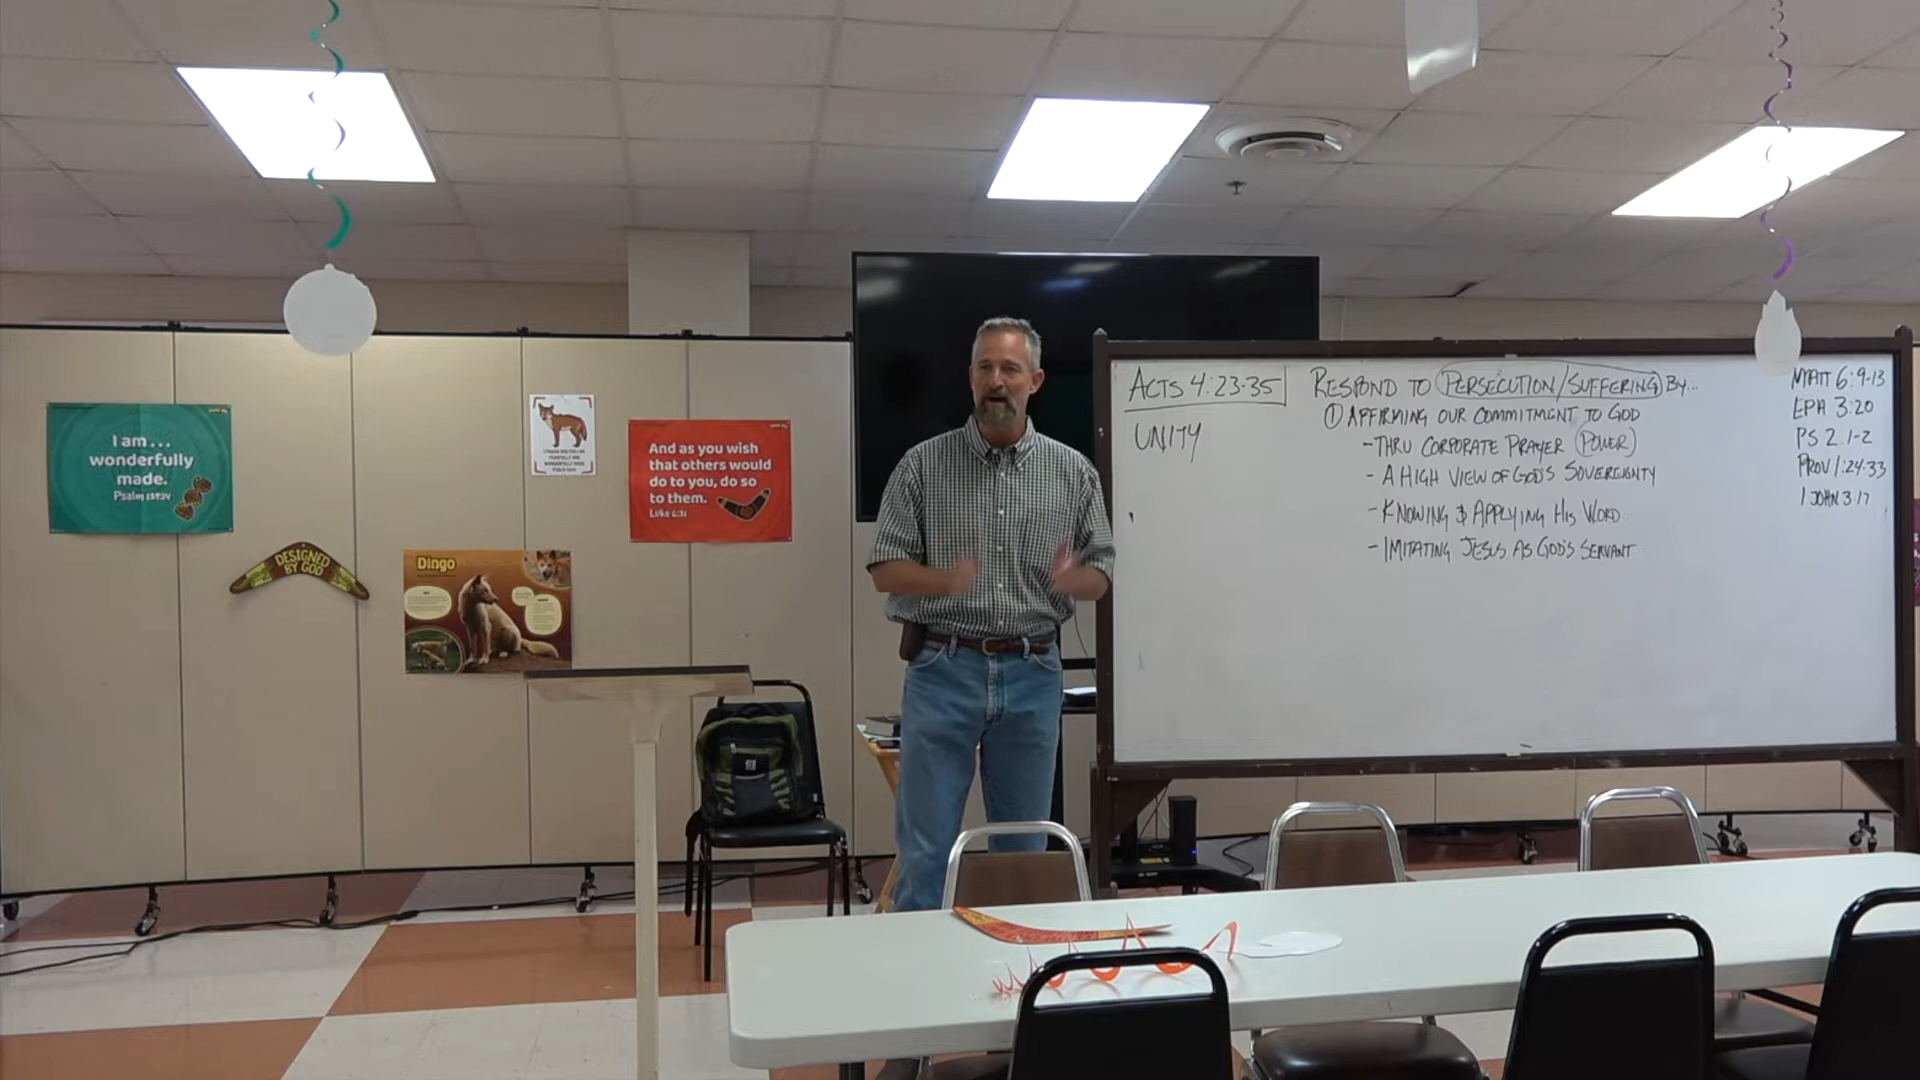 I am . . .
wonderfully
made.
Psalm 139:14
DESIGNED
BY GOD
Dingo
And as you wish
that others would
do to you, do so
to them.
Luke 6:31
ACTS 4:23-35
UNITY
RESPOND TO PERSECUTION/SUFFERING BY...
① AFFIRMING OUR COMMITMENT TO GOD
- THRU CORPORATE PRAYER (POWER)
- A HIGH VIEW OF GOD'S SOVEREIGNTY
- KNOWING & APPLYING HIS WORD
- IMITATING JESUS AS GOD'S SERVANT
MATT 6:9-13
EPH 3:20
PS 2:1-2
PROV 1:24-33
1 JOHN 3:17